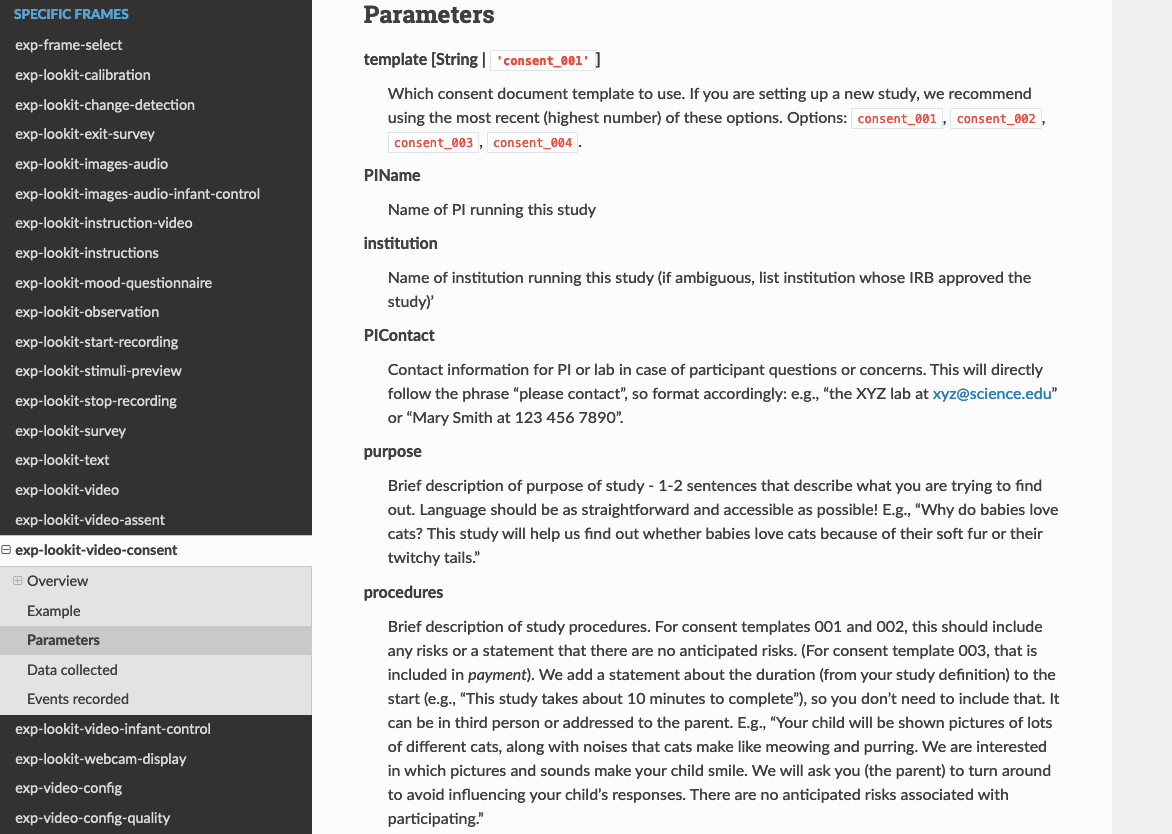 SPECIFIC FRAMES
exp-frame-select
exp-lookit-calibration
exp-lookit-change-detection
exp-lookit-exit-survey
exp-lookit-images-audio
exp-lookit-images-audio-infant-control
exp-lookit-instruction-video
exp-lookit-instructions
exp-lookit-mood-questionnaire
exp-lookit-observation
exp-lookit-start-recording
exp-lookit-stimuli-preview
exp-lookit-stop-recording
exp-lookit-survey
exp-lookit-text
exp-lookit-video
exp-lookit-video-assent
exp-lookit-video-consent
Overview
Example
Parameters
Data collected
Events recorded
exp-lookit-video-infant-control
exp-lookit-webcam-display
exp-video-config
exp-video-config-quality
Parameters
template [String | 'consent_001' ]
Which consent document template to use. If you are setting up a new study, we recommend
using the most recent (highest number) of these options. Options: consent_001 , consent_002 ,
consent_003 , consent_004 .
PIName
Name of PI running this study
institution
Name of institution running this study (if ambiguous, list institution whose IRB approved the
study)’
PIContact
Contact information for PI or lab in case of participant questions or concerns. This will directly
follow the phrase “please contact”, so format accordingly: e.g., “the XYZ lab at xyz@science.edu”
or “Mary Smith at 123 456 7890”.
purpose
Brief description of purpose of study - 1-2 sentences that describe what you are trying to find
out. Language should be as straightforward and accessible as possible! E.g., “Why do babies love
cats? This study will help us find out whether babies love cats because of their soft fur or their
twitchy tails.”
procedures
Brief description of study procedures. For consent templates 001 and 002, this should include
any risks or a statement that there are no anticipated risks. (For consent template 003, that is
included in payment). We add a statement about the duration (from your study definition) to the
start (e.g., “This study takes about 10 minutes to complete”), so you don’t need to include that. It
can be in third person or addressed to the parent. E.g., “Your child will be shown pictures of lots
of different cats, along with noises that cats make like meowing and purring. We are interested
in which pictures and sounds make your child smile. We will ask you (the parent) to turn around
to avoid influencing your child’s responses. There are no anticipated risks associated with
participating.”